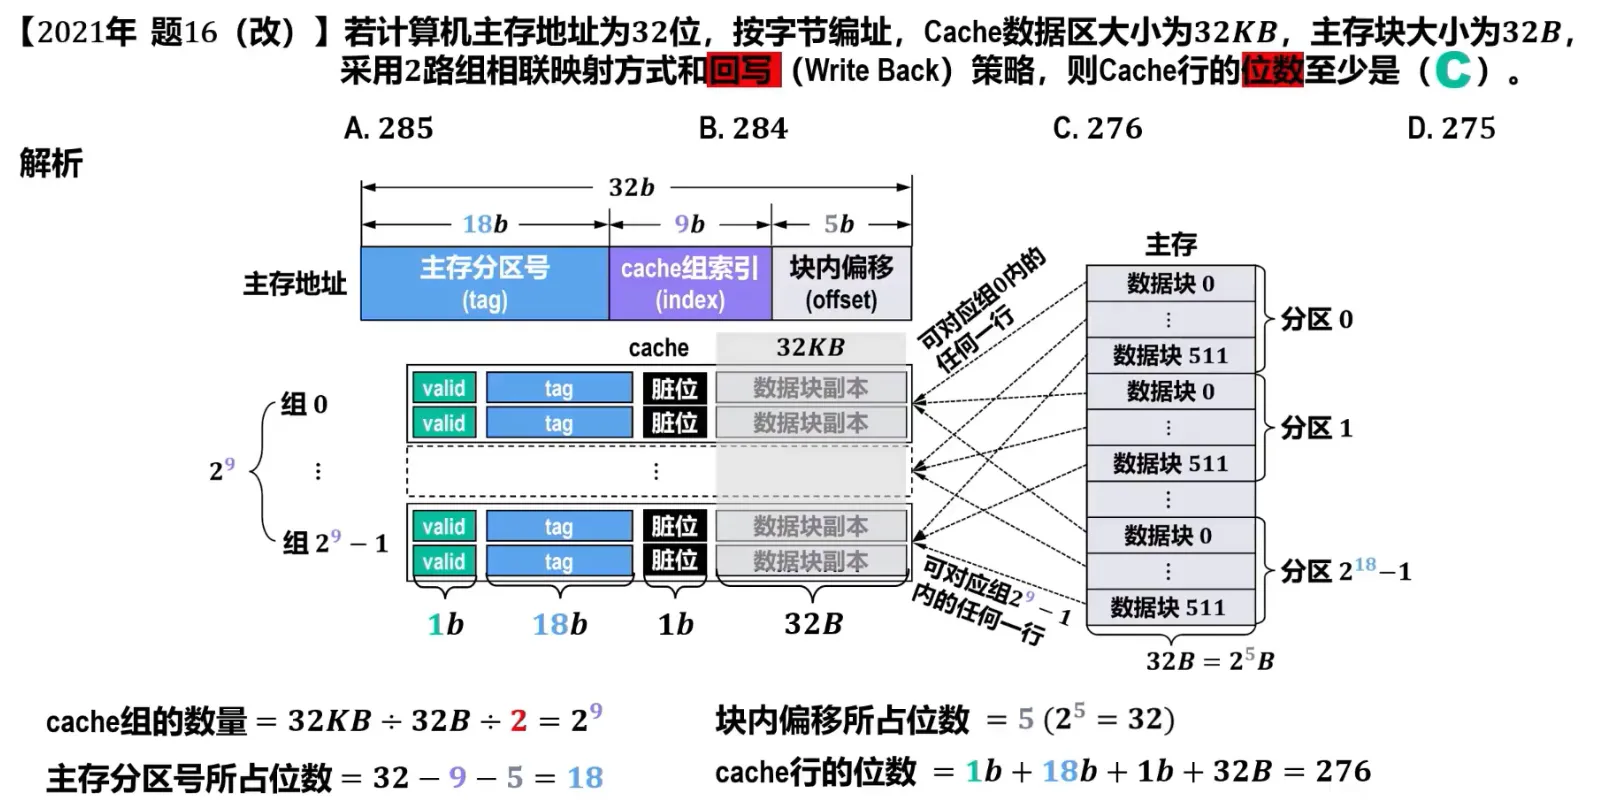 【2021年 题16（改）】若计算机主存地址为32位，按字节编址，Cache数据区大小为32KB，主存块大小为32B，
采用2路组相联映射方式和回写（Write Back）策略，则Cache行的位数至少是（C）。
A. 285 B. 284 C. 276 D. 275
解析
32b
18b 9b 5b
主存地址
主存分区号
(tag)
cache组索引
(index)
块内偏移
(offset)
cache 32KB
2^9
组 0
valid tag 脏位 数据块副本
valid tag 脏位 数据块副本
⋮ ⋮
组 2^9 − 1
valid tag 脏位 数据块副本
valid tag 脏位 数据块副本
1b 18b 1b 32B
可对应组0内的
任何一行
可对应组2^9 − 1
内的任何一行
主存
数据块 0
⋮
数据块 511
分区 0
数据块 0
⋮
数据块 511
分区 1
⋮
数据块 0
⋮
数据块 511
分区 2^18−1
32B = 2^5B
cache组的数量 = 32KB ÷ 32B ÷ 2 = 2^9
主存分区号所占位数 = 32 − 9 − 5 = 18
块内偏移所占位数 = 5 (2^5 = 32)
cache行的位数 = 1b + 18b + 1b + 32B = 276